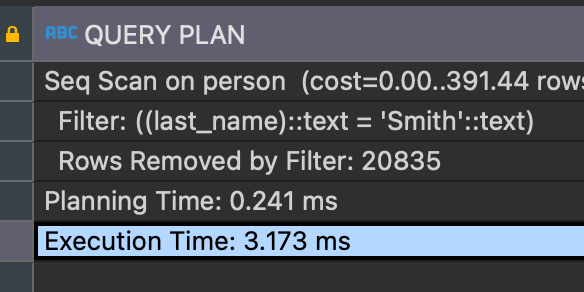 ABC QUERY PLAN
Seq Scan on person (cost=0.00..391.44 rows
Filter: ((last_name)::text = 'Smith'::text)
Rows Removed by Filter: 20835
Planning Time: 0.241 ms
Execution Time: 3.173 ms